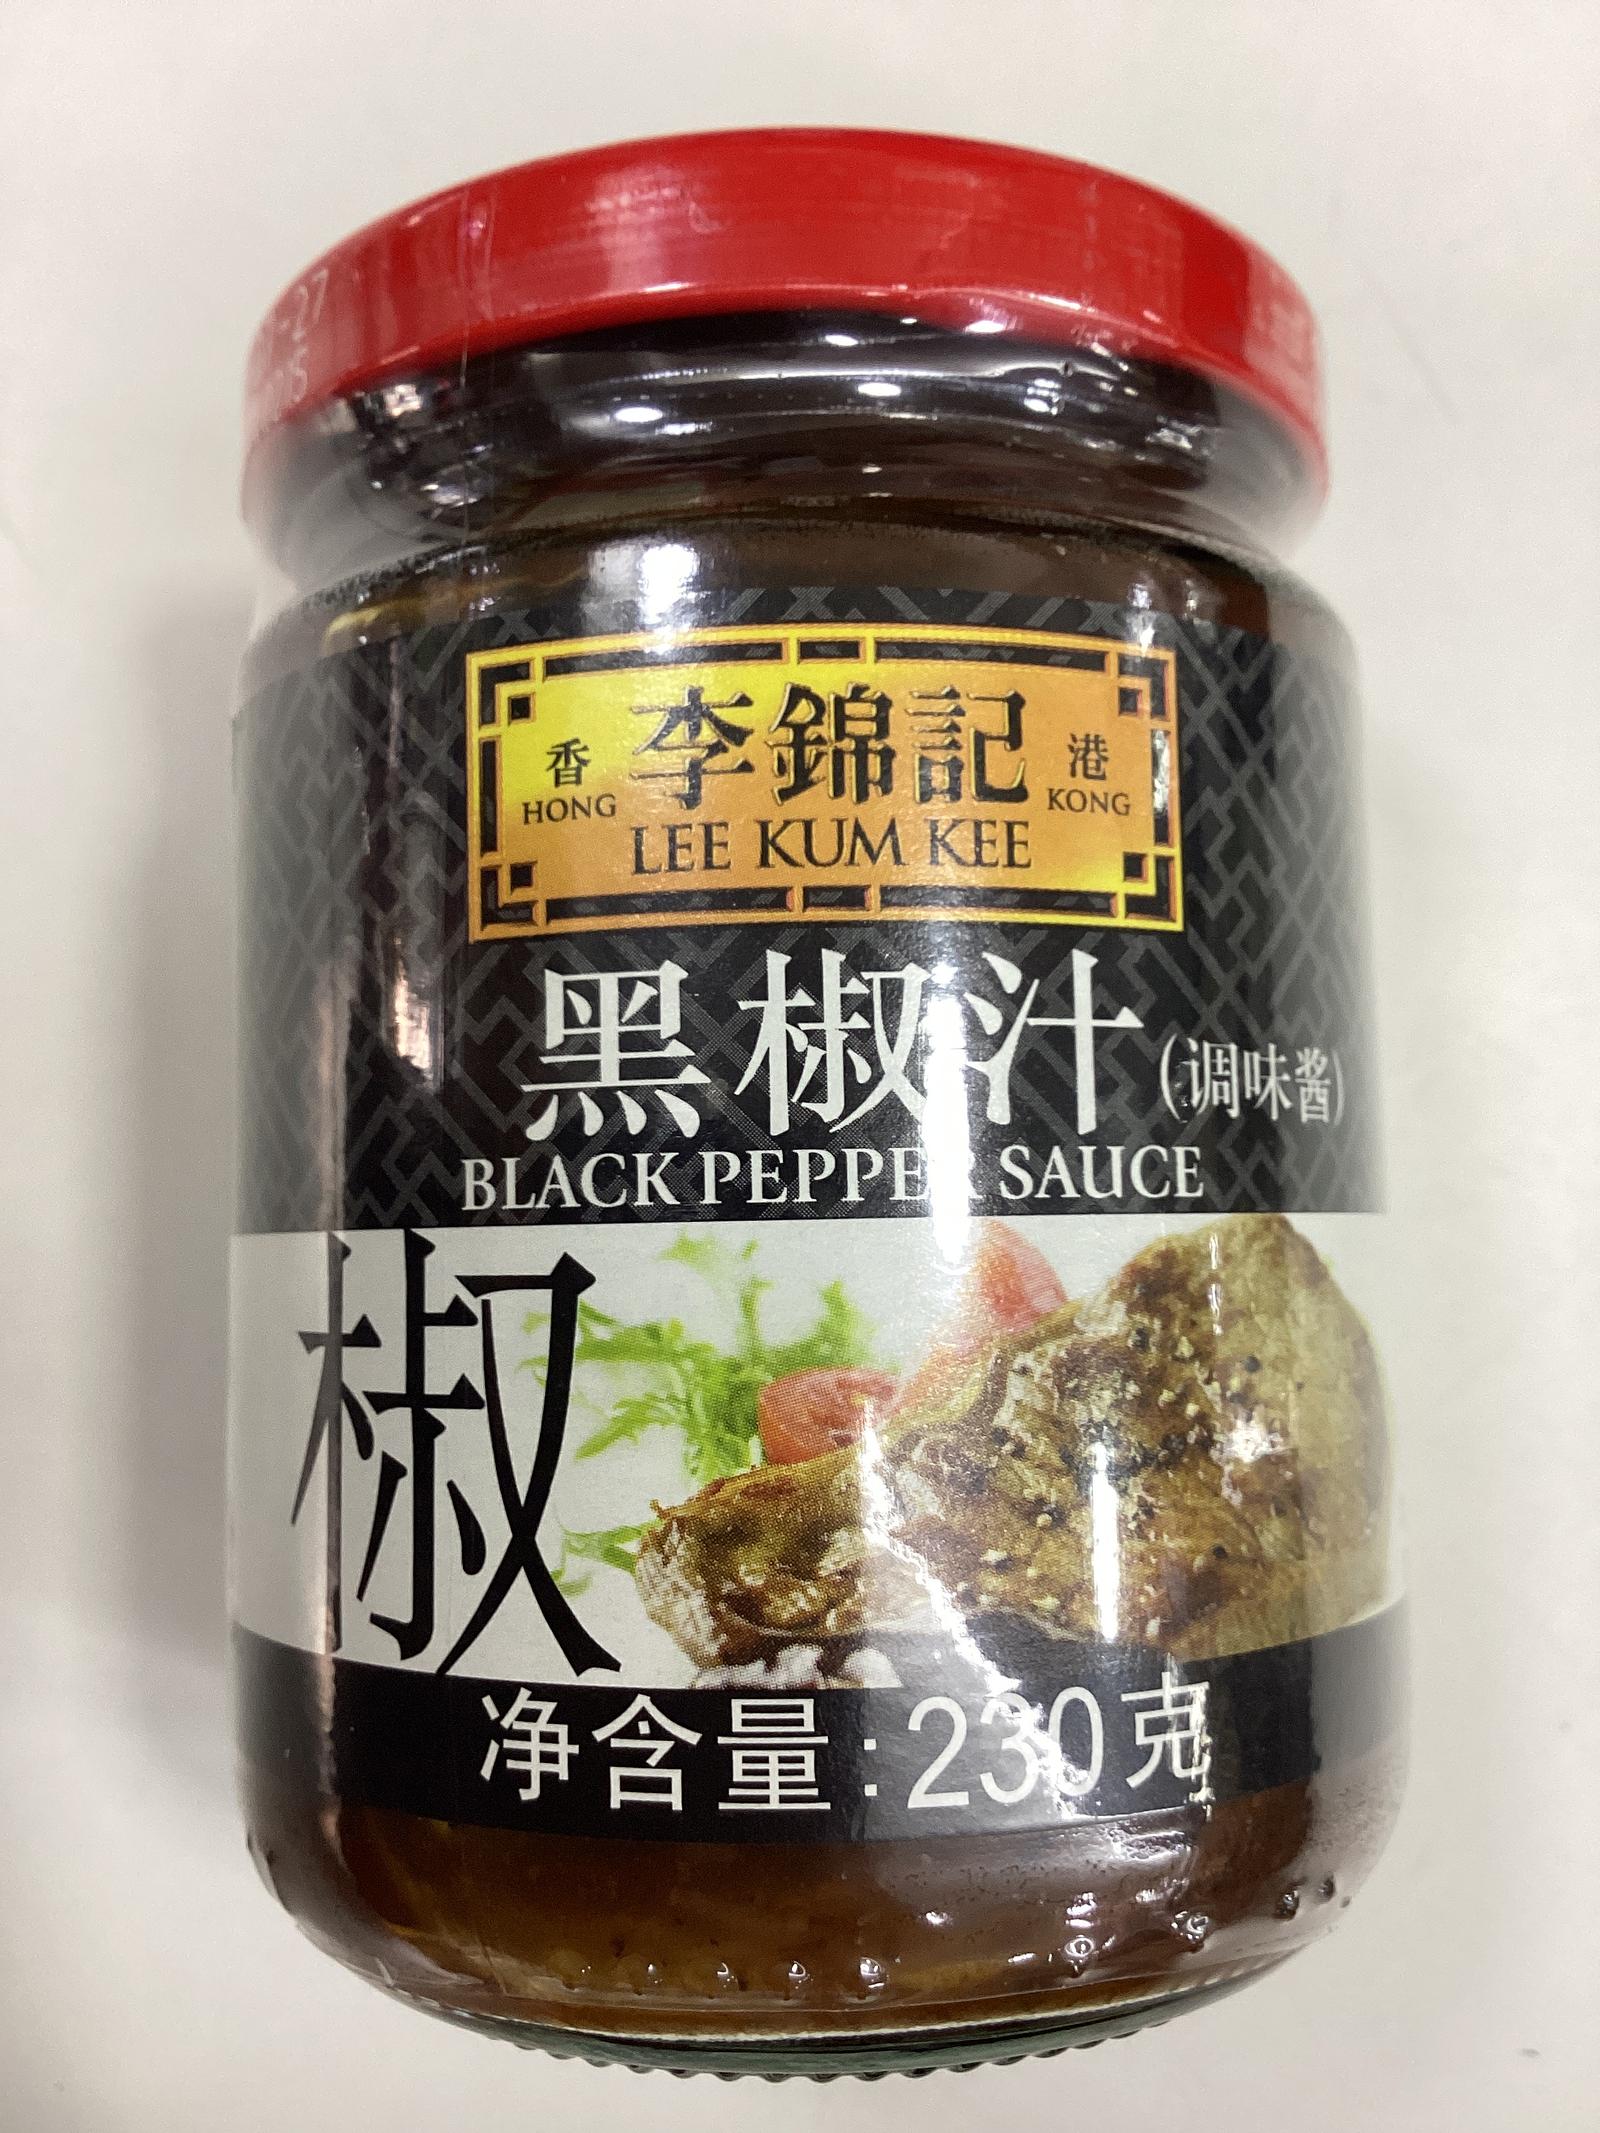 香 李錦記 港
HONG LEE KUM KEE KONG
黑椒汁(调味酱)
BLACK PEPPER SAUCE
椒
净含量:230克